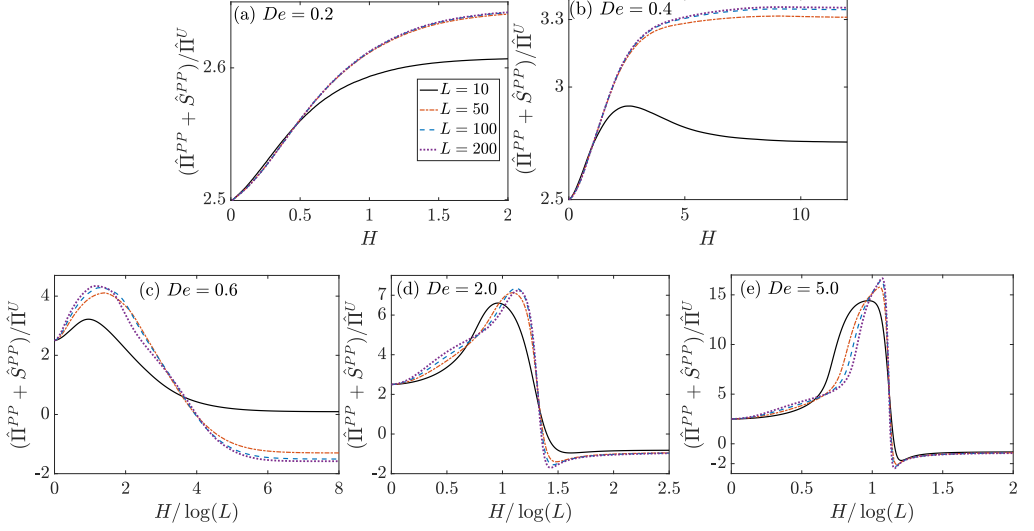 (a) De = 0.2
(Π̂^PP + Ŝ^PP)/Π̂^U
2.6
2.5
0 0.5 1 1.5 2
H
L = 10
L = 50
L = 100
L = 200
(b) De = 0.4
(Π̂^PP + Ŝ^PP)/Π̂^U
3.3
3
2.5
0 5 10
H
(c) De = 0.6
(Π̂^PP + Ŝ^PP)/Π̂^U
4
2
0
-2
0 2 4 6 8
H/ log(L)
(d) De = 2.0
(Π̂^PP + Ŝ^PP)/Π̂^U
7
6
4
2
0
-2
0 0.5 1 1.5 2 2.5
H/ log(L)
(e) De = 5.0
(Π̂^PP + Ŝ^PP)/Π̂^U
15
10
6
2
-2
0 0.5 1 1.5 2
H/ log(L)